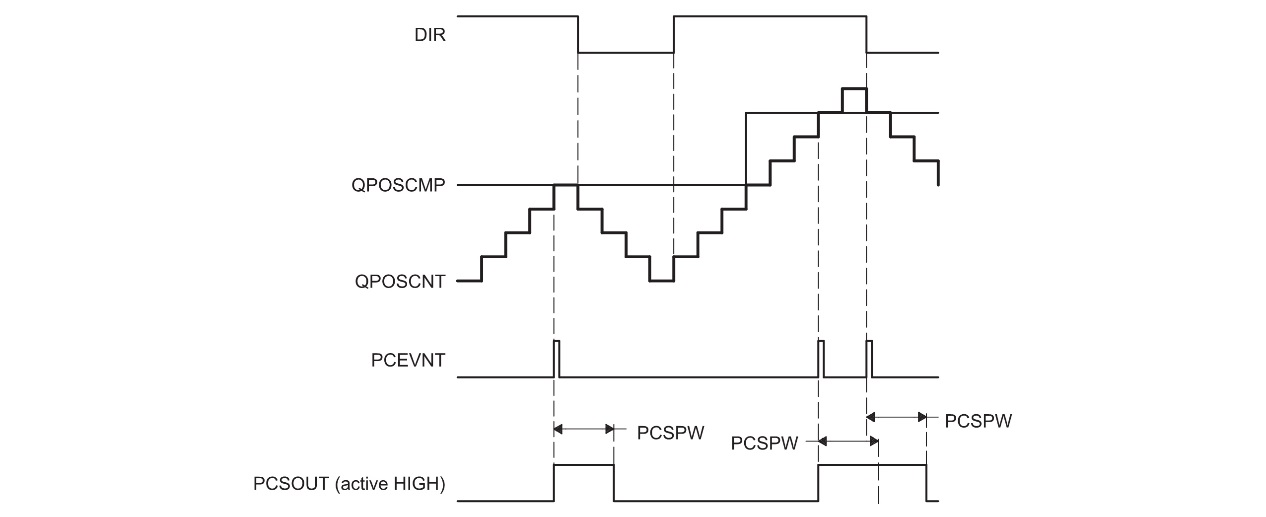 DIR
QPOSCMP
QPOSCNT
PCEVNT
PCSPW
PCSPW
PCSPW
PCSOUT (active HIGH)